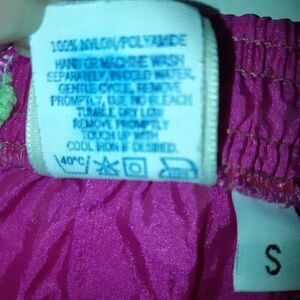 100% NYLON/POLYAMIDE
HAND OR MACHINE WASH
SEPARATELY, IN COLD WATER,
GENTLE CYCLE, REMOVE
PROMPTLY, USE NO BLEACH
TUMBLE DRY LOW
REMOVE PROMPTLY
TOUCH UP WITH
COOL IRON IF DESIRED.
40°C
S